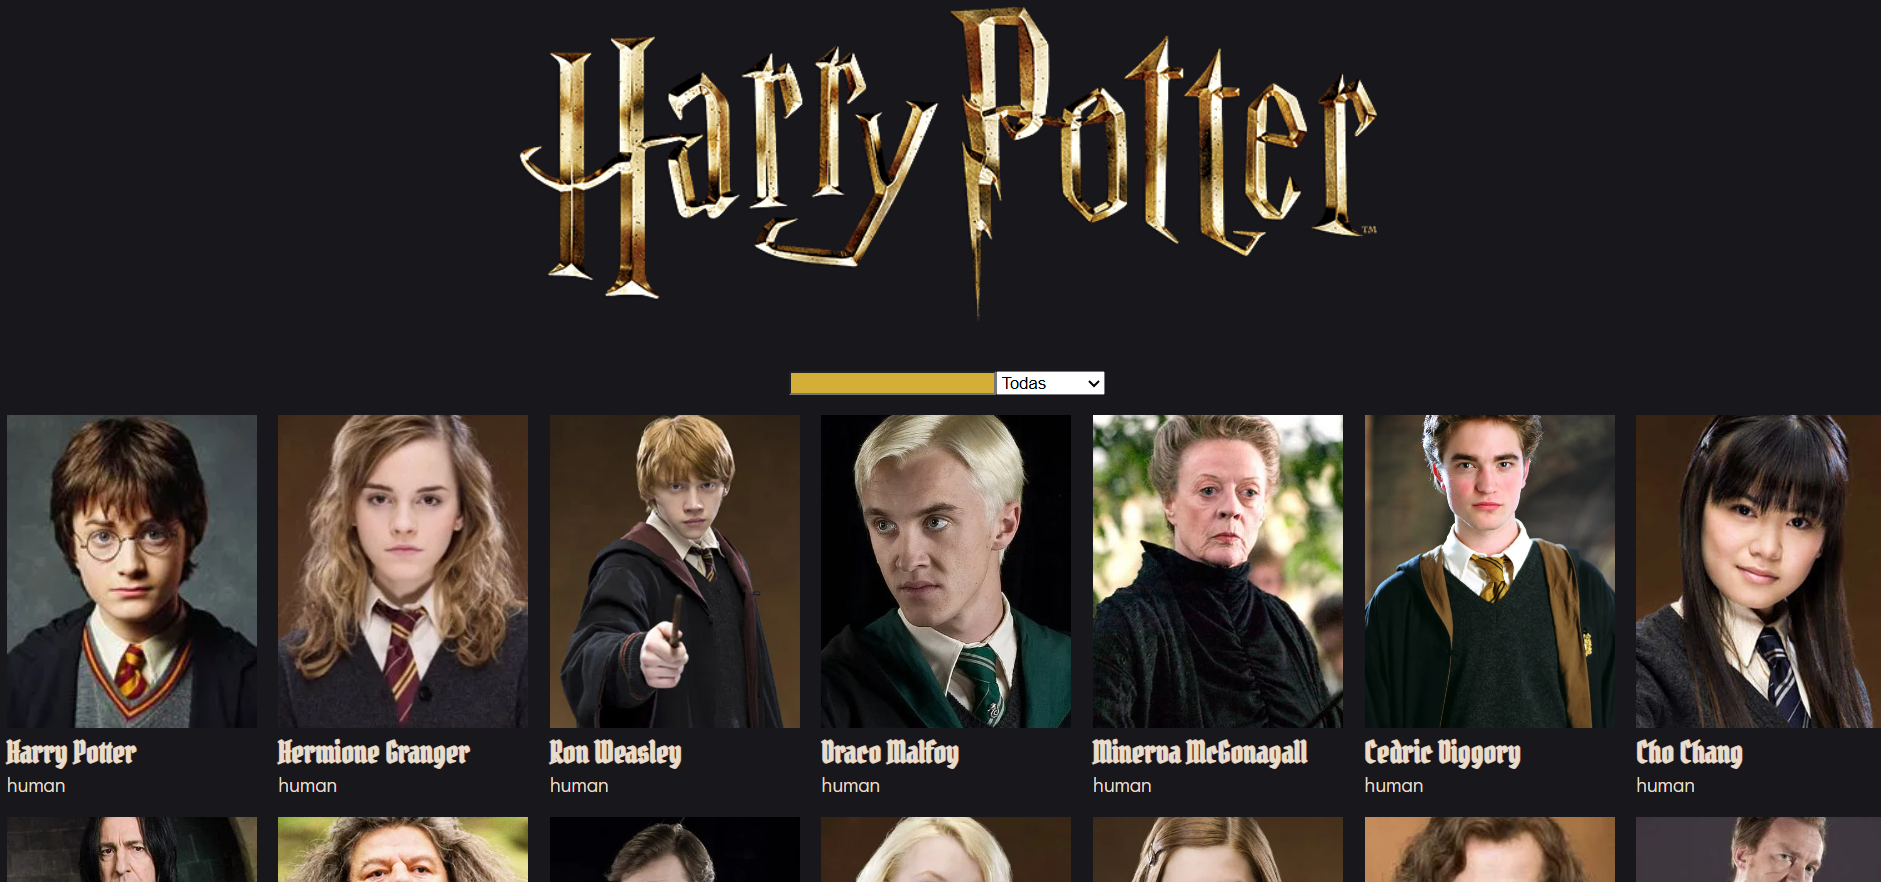 Harry Potter™
Todas
Harry Potter
human
Hermione Granger
human
Ron Weasley
human
Draco Malfoy
human
Minerva McGonagall
human
Cedric Diggory
human
Cho Chang
human